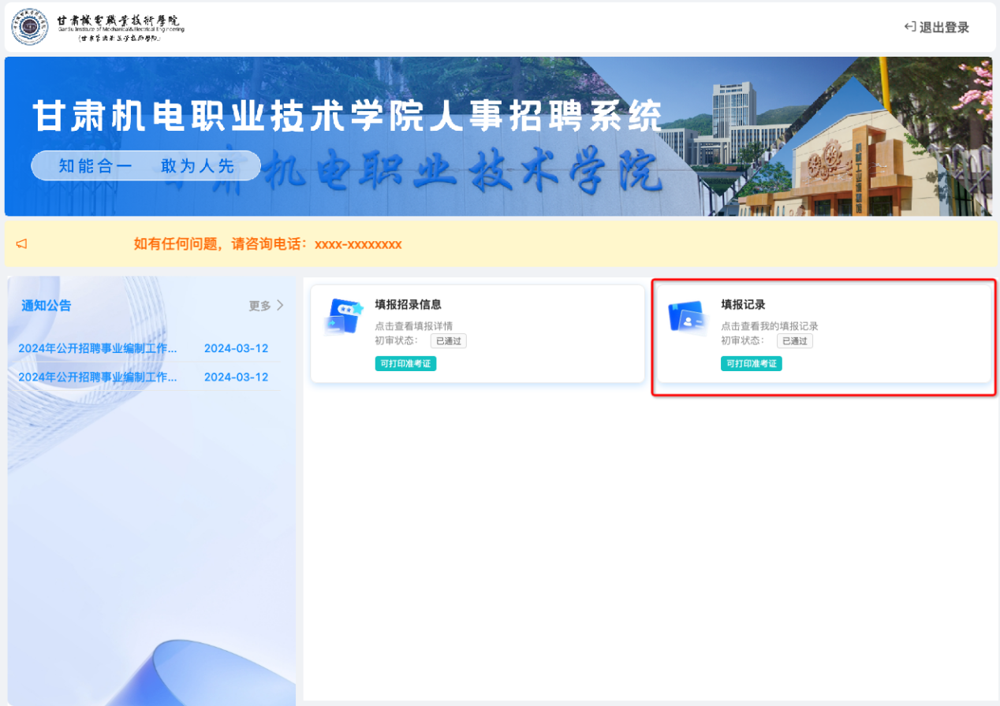 甘肃機電職業技術學院
GanSu Institute of Mechanical&Electrical Engineering
退出登录
甘肃机电职业技术学院人事招聘系统
知能合一 敢为人先
机电职业技术学院
如有任何问题，请咨询电话：xxxx-xxxxxxxx
通知公告 更多
2024年公开招聘事业编制工作... 2024-03-12
2024年公开招聘事业编制工作... 2024-03-12
填报招录信息
点击查看填报详情
初审状态： 已通过
可打印准考证
填报记录
点击查看我的填报记录
初审状态： 已通过
可打印准考证